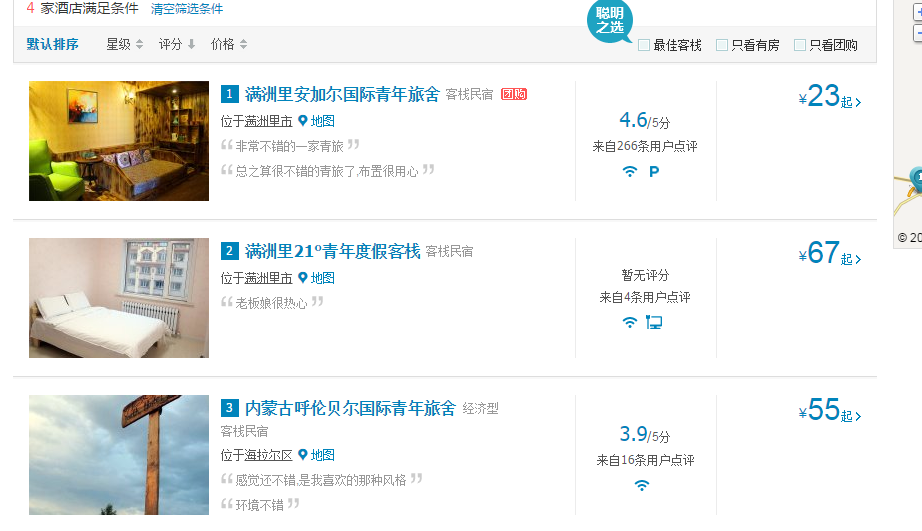 4 家酒店满足条件 清空筛选条件
聪明
之选
默认排序 星级 评分 价格 最佳客栈 只看有房 只看团购
1 满洲里安加尔国际青年旅舍 客栈民宿 团购 ¥23起
位于满洲里市 地图
4.6/5分
“非常不错的一家青旅”
来自266条用户点评
“总之算很不错的青旅了,布置很用心”
P
2 满洲里21°青年度假客栈 客栈民宿 ¥67起
位于满洲里市 地图
暂无评分
“老板娘很热心”
来自4条用户点评
3 内蒙古呼伦贝尔国际青年旅舍 经济型 ¥55起
客栈民宿
3.9/5分
位于海拉尔区 地图
来自16条用户点评
“感觉还不错,是我喜欢的那种风格”
“环境不错”
© 20